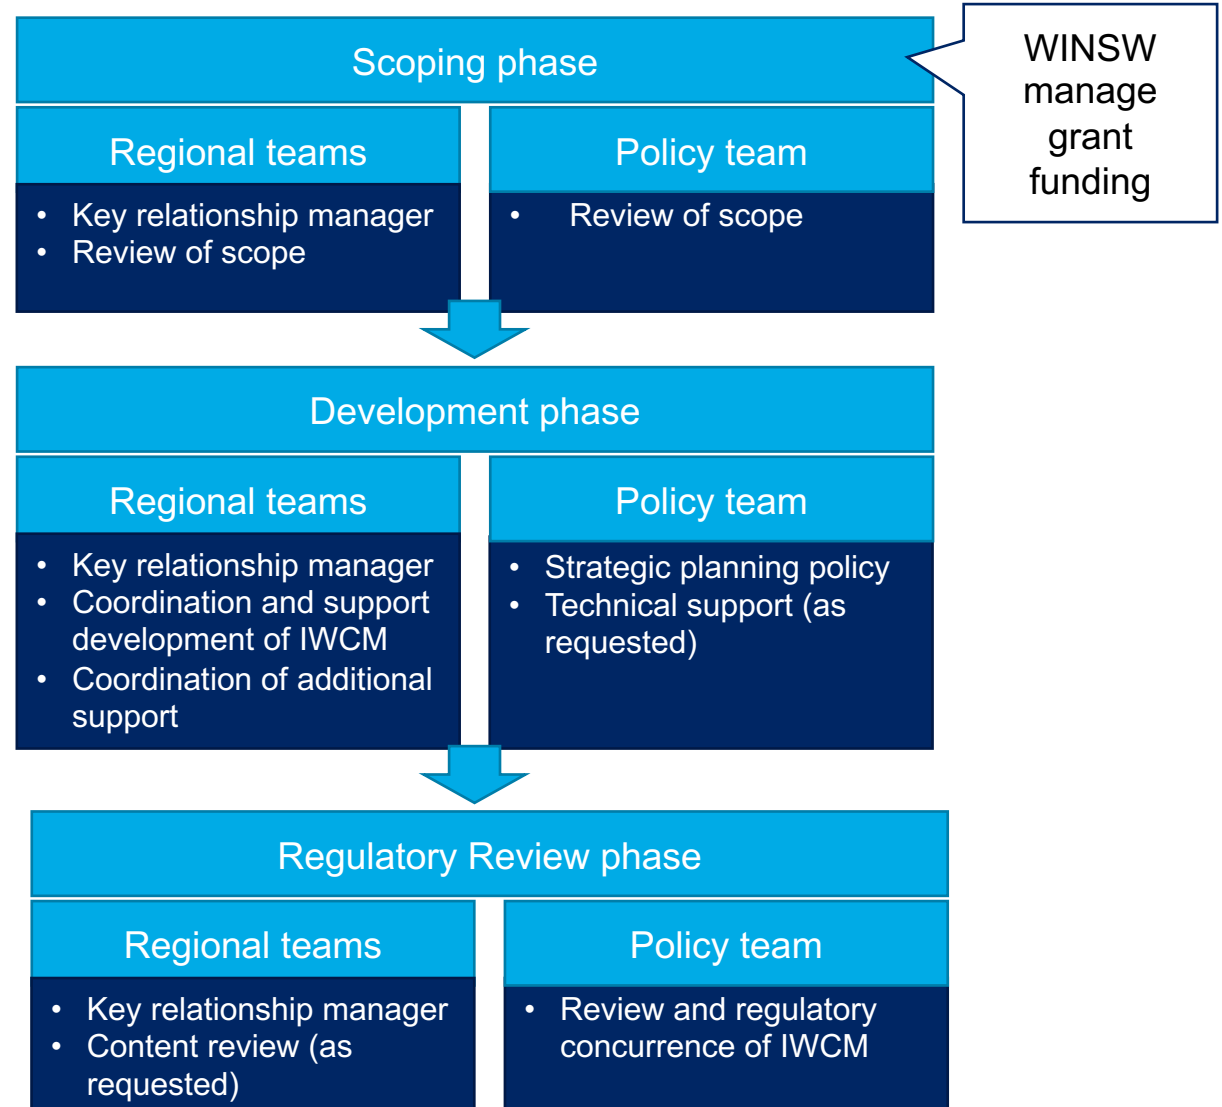 Scoping phase
WINSW
manage
grant
funding
Regional teams
• Key relationship manager
• Review of scope
Policy team
• Review of scope
Development phase
Regional teams
• Key relationship manager
• Coordination and support
development of IWCM
• Coordination of additional
support
Policy team
• Strategic planning policy
• Technical support (as
requested)
Regulatory Review phase
Regional teams
• Key relationship manager
• Content review (as
requested)
Policy team
• Review and regulatory
concurrence of IWCM